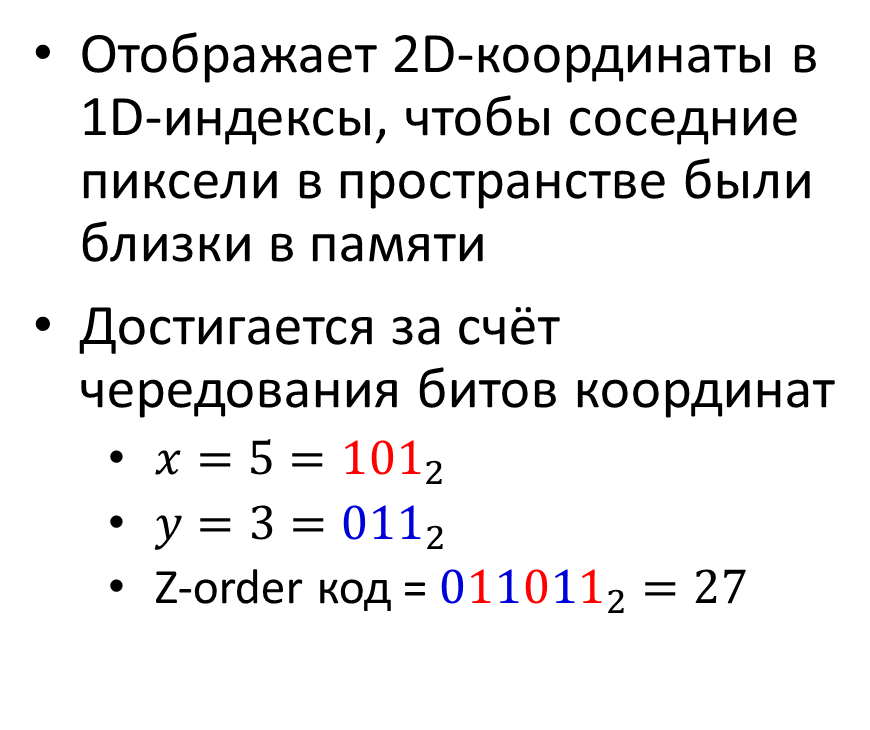 • Отображает 2D-координаты в
1D-индексы, чтобы соседние
пиксели в пространстве были
близки в памяти
• Достигается за счёт
чередования битов координат
• 𝑥 = 5 = 101₂
• 𝑦 = 3 = 011₂
• Z-order код = 011011₂ = 27